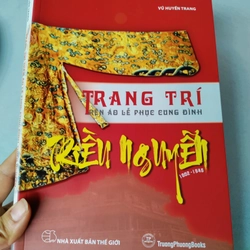 VŨ HUYỀN TRANG
TRANG TRÍ
TRÊN ÁO LỄ PHỤC CUNG ĐÌNH
TRIỀU NGUYỄN
1802-1945
NHÀ XUẤT BẢN THẾ GIỚI
TruongPhuongBooks